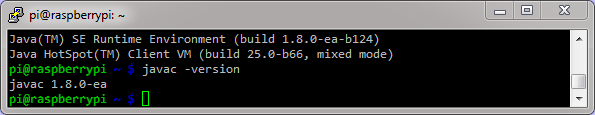 pi@raspberrypi: ~
Java(TM) SE Runtime Environment (build 1.8.0-ea-b124)
Java HotSpot(TM) Client VM (build 25.0-b66, mixed mode)
pi@raspberrypi ~ $ javac -version
javac 1.8.0-ea
pi@raspberrypi ~ $